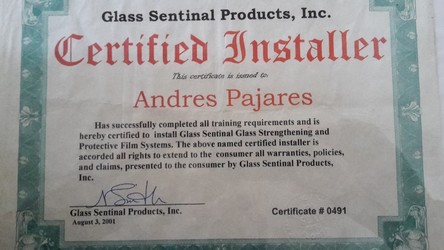 Glass Sentinal Products, Inc.
Certified Installer
This certificate is issued to:
Andres Pajares
Has successfully completed all training requirements and is
hereby certified to install Glass Sentinal Glass Strengthening and
Protective Film Systems. The above named certified installer is
accorded all rights to extend to the consumer all warranties, policies,
and claims, presented to the consumer by Glass Sentinal Products,
Inc.
Glass Sentinal Products, Inc.
Certificate # 0491
August 3, 2001